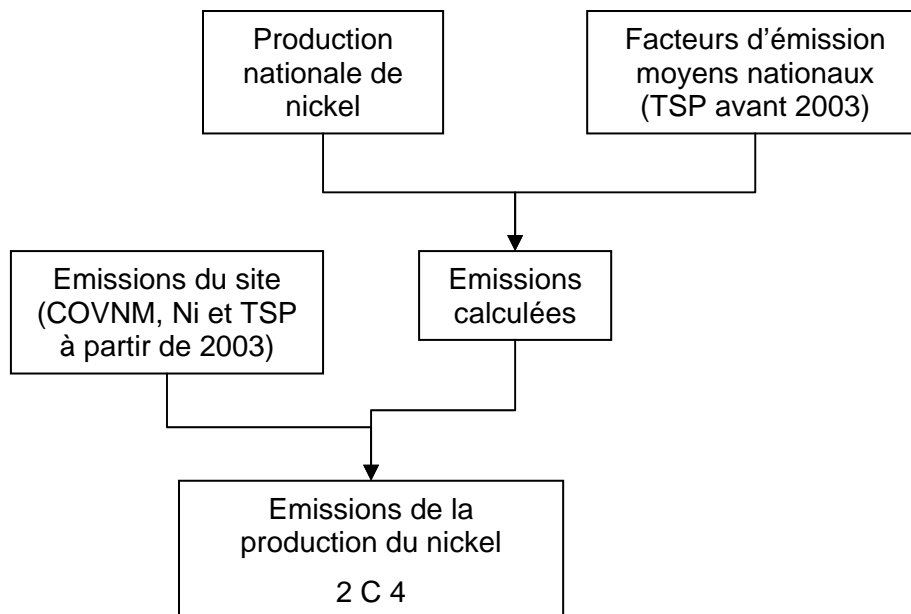 Production
nationale de
nickel
Facteurs d'émission
moyens nationaux
(TSP avant 2003)
Emissions du site
(COVNM, Ni et TSP
à partir de 2003)
Emissions
calculées
Emissions de la
production du nickel
2 C 4